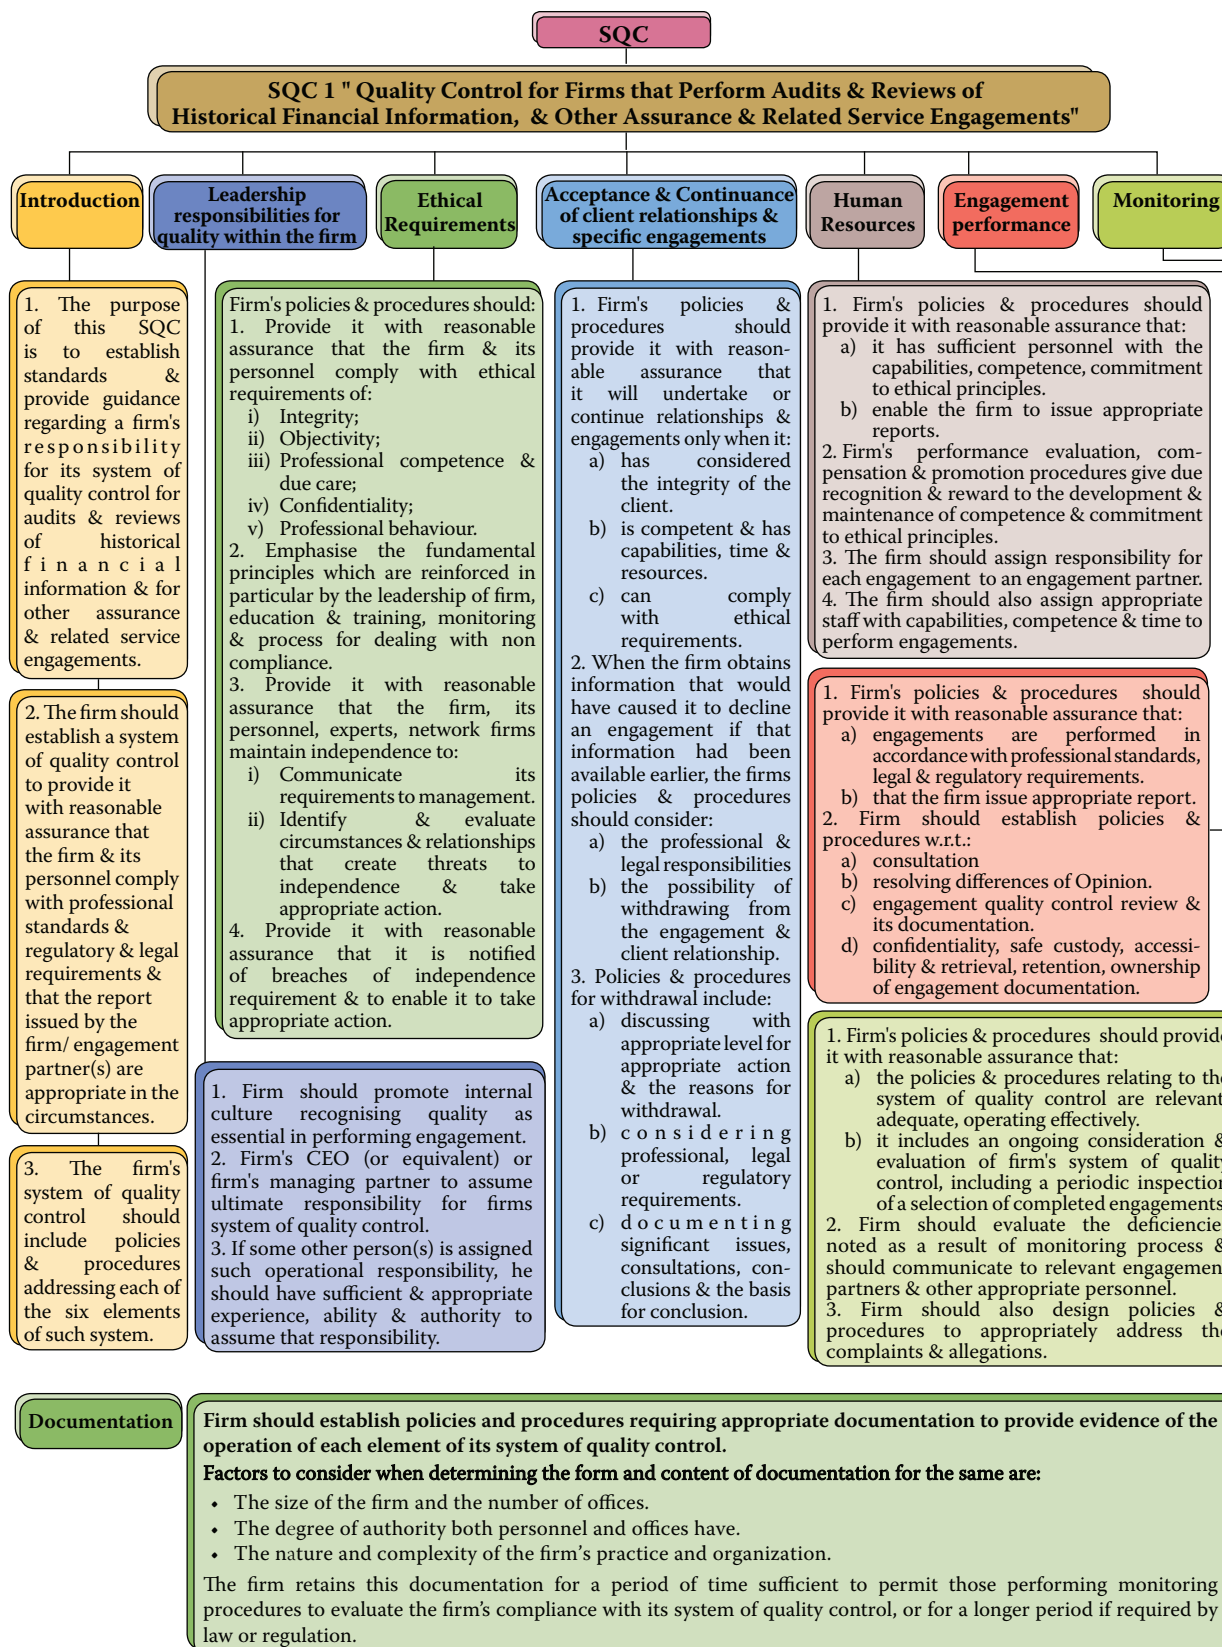 SQC
SQC 1 " Quality Control for Firms that Perform Audits & Reviews of
Historical Financial Information, & Other Assurance & Related Service Engagements"
Introduction
Leadership
responsibilities for
quality within the firm
Ethical
Requirements
Acceptance & Continuance
of client relationships &
specific engagements
Human
Resources
Engagement
performance
Monitoring
1. The purpose
of this SQC
is to establish
standards &
provide guidance
regarding a firm's
responsibility
for its system of
quality control for
audits & reviews
of historical
financial
information & for
other assurance
& related service
engagements.
2. The firm should
establish a system
of quality control
to provide it
with reasonable
assurance that
the firm & its
personnel comply
with professional
standards &
regulatory & legal
requirements &
that the report
issued by the
firm/ engagement
partner(s) are
appropriate in the
circumstances.
3. The firm's
system of quality
control should
include policies
& procedures
addressing each of
the six elements
of such system.
Firm's policies & procedures should:
1. Provide it with reasonable
assurance that the firm & its
personnel comply with ethical
requirements of:
i) Integrity;
ii) Objectivity;
iii) Professional competence &
due care;
iv) Confidentiality;
v) Professional behaviour.
2. Emphasise the fundamental
principles which are reinforced in
particular by the leadership of firm,
education & training, monitoring
& process for dealing with non
compliance.
3. Provide it with reasonable
assurance that the firm, its
personnel, experts, network firms
maintain independence to:
i) Communicate its
requirements to management.
ii) Identify & evaluate
circumstances & relationships
that create threats to
independence & take
appropriate action.
4. Provide it with reasonable
assurance that it is notified
of breaches of independence
requirement & to enable it to take
appropriate action.
1. Firm should promote internal
culture recognising quality as
essential in performing engagement.
2. Firm's CEO (or equivalent) or
firm's managing partner to assume
ultimate responsibility for firms
system of quality control.
3. If some other person(s) is assigned
such operational responsibility, he
should have sufficient & appropriate
experience, ability & authority to
assume that responsibility.
1. Firm's policies &
procedures should
provide it with reason-
able assurance that
it will undertake or
continue relationships &
engagements only when it:
a) has considered
the integrity of the
client.
b) is competent & has
capabilities, time &
resources.
c) can comply
with ethical
requirements.
2. When the firm obtains
information that would
have caused it to decline
an engagement if that
information had been
available earlier, the firms
policies & procedures
should consider:
a) the professional &
legal responsibilities
b) the possibility of
withdrawing from
the engagement &
client relationship.
3. Policies & procedures
for withdrawal include:
a) discussing with
appropriate level for
appropriate action
& the reasons for
withdrawal.
b) considering
professional, legal
or regulatory
requirements.
c) documenting
significant issues,
consultations, con-
clusions & the basis
for conclusion.
1. Firm's policies & procedures should
provide it with reasonable assurance that:
a) it has sufficient personnel with the
capabilities, competence, commitment
to ethical principles.
b) enable the firm to issue appropriate
reports.
2. Firm's performance evaluation, com-
pensation & promotion procedures give due
recognition & reward to the development &
maintenance of competence & commitment
to ethical principles.
3. The firm should assign responsibility for
each engagement to an engagement partner.
4. The firm should also assign appropriate
staff with capabilities, competence & time to
perform engagements.
1. Firm's policies & procedures should
provide it with reasonable assurance that:
a) engagements are performed in
accordance with professional standards,
legal & regulatory requirements.
b) that the firm issue appropriate report.
2. Firm should establish policies &
procedures w.r.t.:
a) consultation
b) resolving differences of Opinion.
c) engagement quality control review &
its documentation.
d) confidentiality, safe custody, accessi-
bility & retrieval, retention, ownership
of engagement documentation.
1. Firm's policies & procedures should provide
it with reasonable assurance that:
a) the policies & procedures relating to the
system of quality control are relevant
adequate, operating effectively.
b) it includes an ongoing consideration &
evaluation of firm's system of quality
control, including a periodic inspection
of a selection of completed engagements
2. Firm should evaluate the deficiencie
noted as a result of monitoring process &
should communicate to relevant engagemen
partners & other appropriate personnel.
3. Firm should also design policies &
procedures to appropriately address the
complaints & allegations.
Documentation
Firm should establish policies and procedures requiring appropriate documentation to provide evidence of the
operation of each element of its system of quality control.
Factors to consider when determining the form and content of documentation for the same are:
• The size of the firm and the number of offices.
• The degree of authority both personnel and offices have.
• The nature and complexity of the firm's practice and organization.
The firm retains this documentation for a period of time sufficient to permit those performing monitoring
procedures to evaluate the firm's compliance with its system of quality control, or for a longer period if required by
law or regulation.